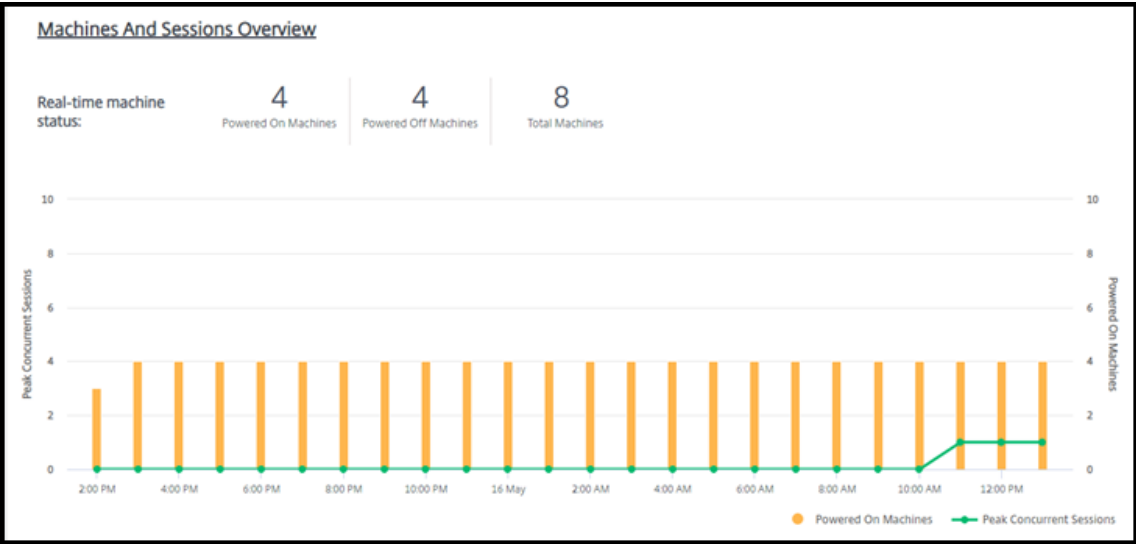 Machines And Sessions Overview
Real-time machine
status:
4
Powered On Machines
4
Powered Off Machines
8
Total Machines
Peak Concurrent Sessions
10
8
6
4
2
0
10
8
6
4
2
0
Powered On Machines
2:00 PM 4:00 PM 6:00 PM 8:00 PM 10:00 PM 16 May 2:00 AM 4:00 AM 6:00 AM 8:00 AM 10:00 AM 12:00 PM
Powered On Machines Peak Concurrent Sessions